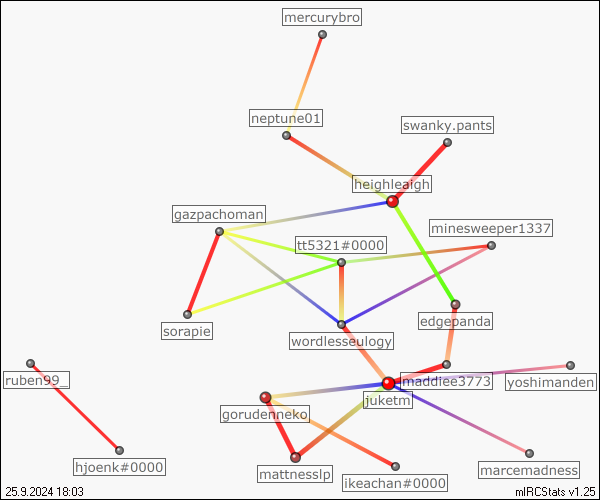 mercurybro
neptune01
swanky.pants
heighleaigh
gazpachoman
minesweeper1337
tt5321#0000
edgepanda
sorapie
wordlesseulogy
ruben99_
maddiee3773
yoshimanden
juketm
gorudenneko
hjoenk#0000
mattnesslp
ikeachan#0000
marcemadness
25.9.2024 18:03
mIRCStats v1.25